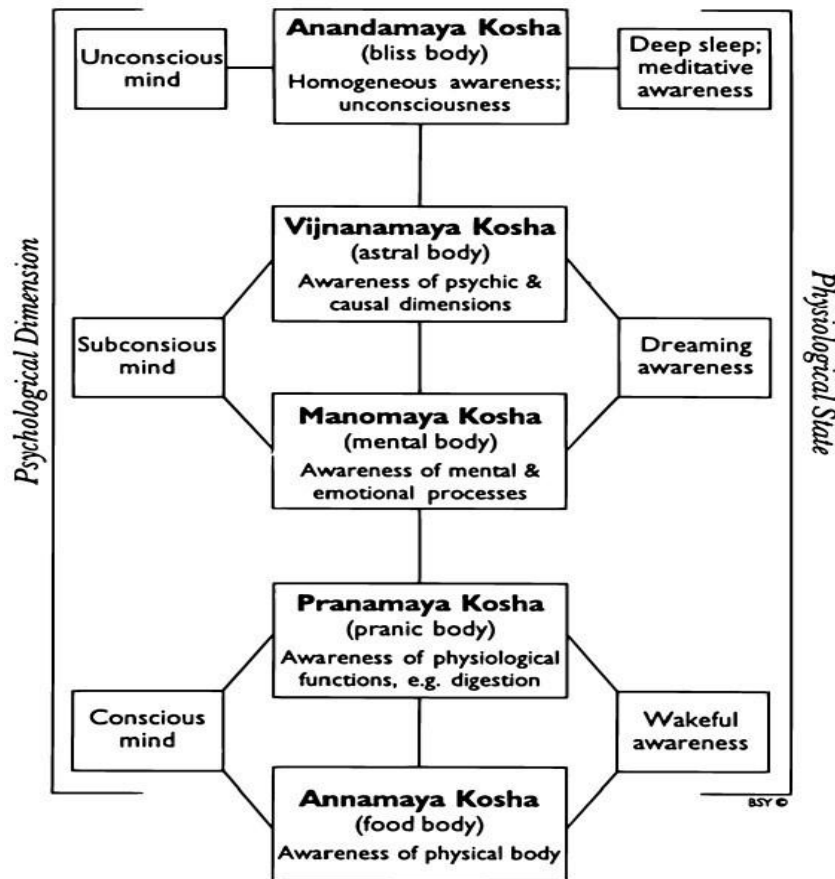 Anandamaya Kosha
(bliss body)
Homogeneous awareness;
unconsciousness
Unconscious
mind
Deep sleep;
meditative
awareness
Vijnanamaya Kosha
(astral body)
Awareness of psychic &
causal dimensions
Psychological Dimension
Physiological State
Subconsious
mind
Dreaming
awareness
Manomaya Kosha
(mental body)
Awareness of mental &
emotional processes
Pranamaya Kosha
(pranic body)
Awareness of physiological
functions, e.g. digestion
Conscious
mind
Wakeful
awareness
Annamaya Kosha
(food body)
Awareness of physical body
BSY ©